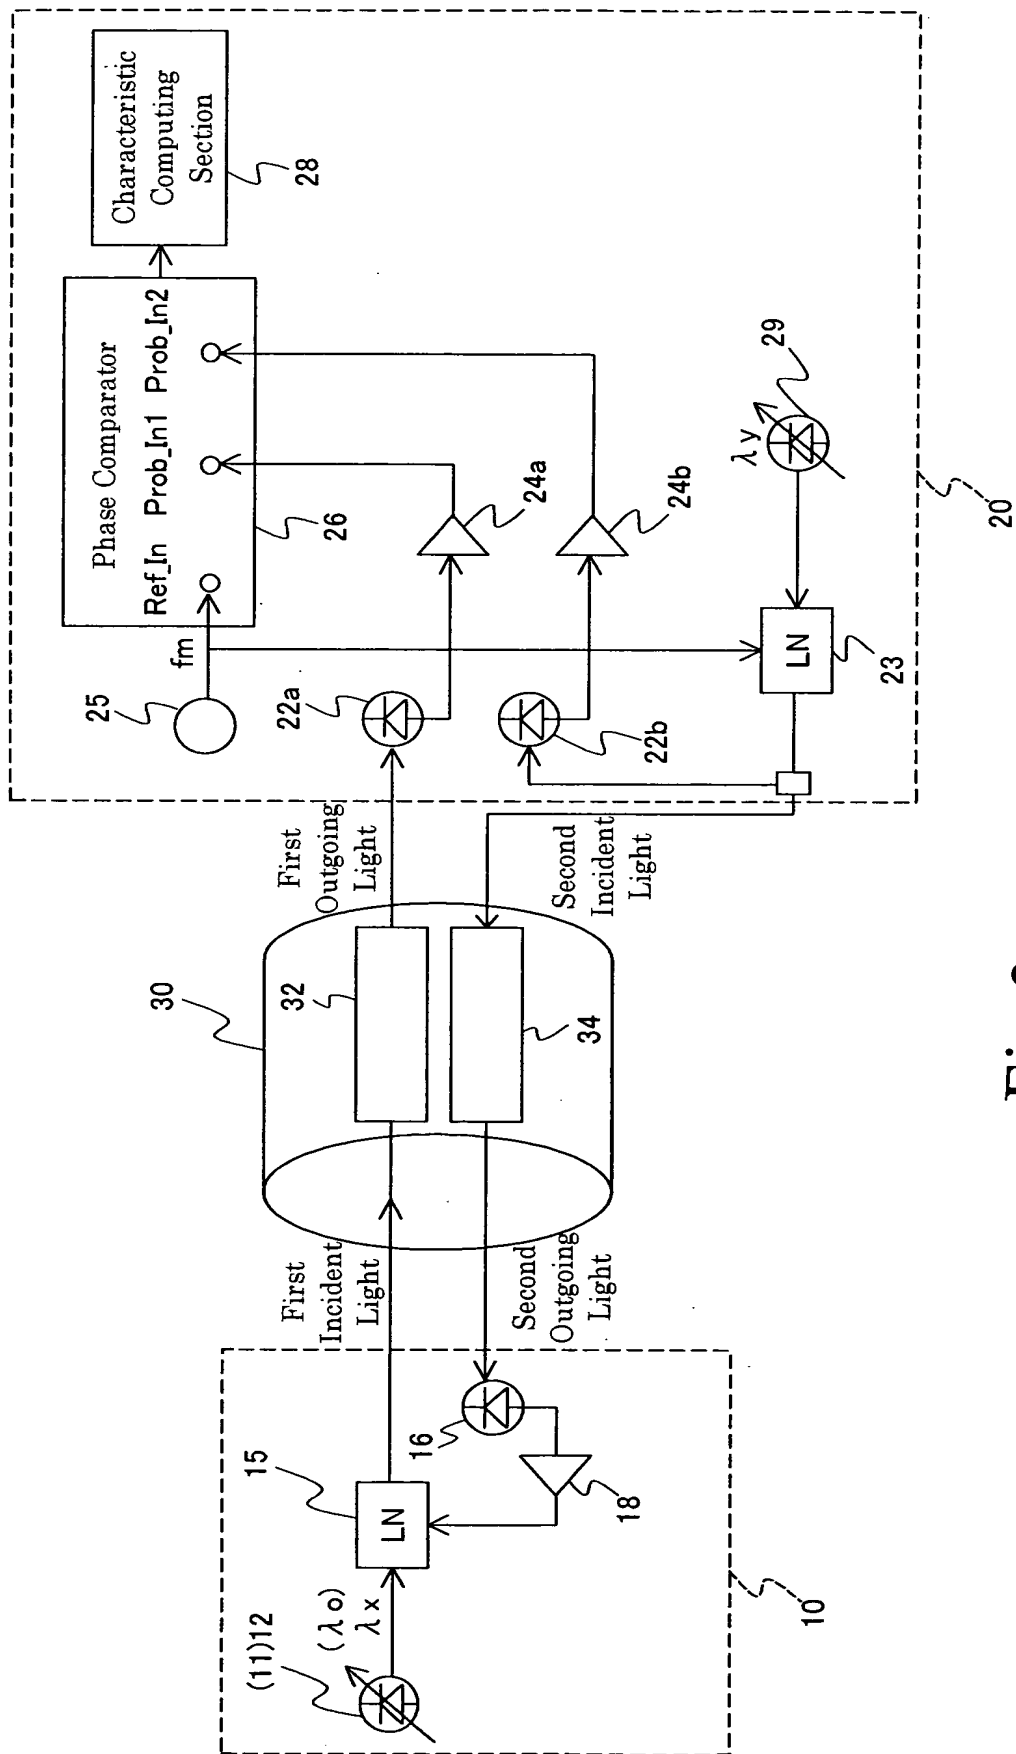 Characteristic
Computing
Section
28
Phase Comparator
Ref_In Prob_In1 Prob_In2
26
fm
25
22a
24a
22b
24b
λy
29
LN
23
20
First
Outgoing
Light
Second
Incident
Light
30
32
34
First
Incident
Light
Second
Outgoing
Light
15
LN
16
18
(λo)
λx
(11)12
10